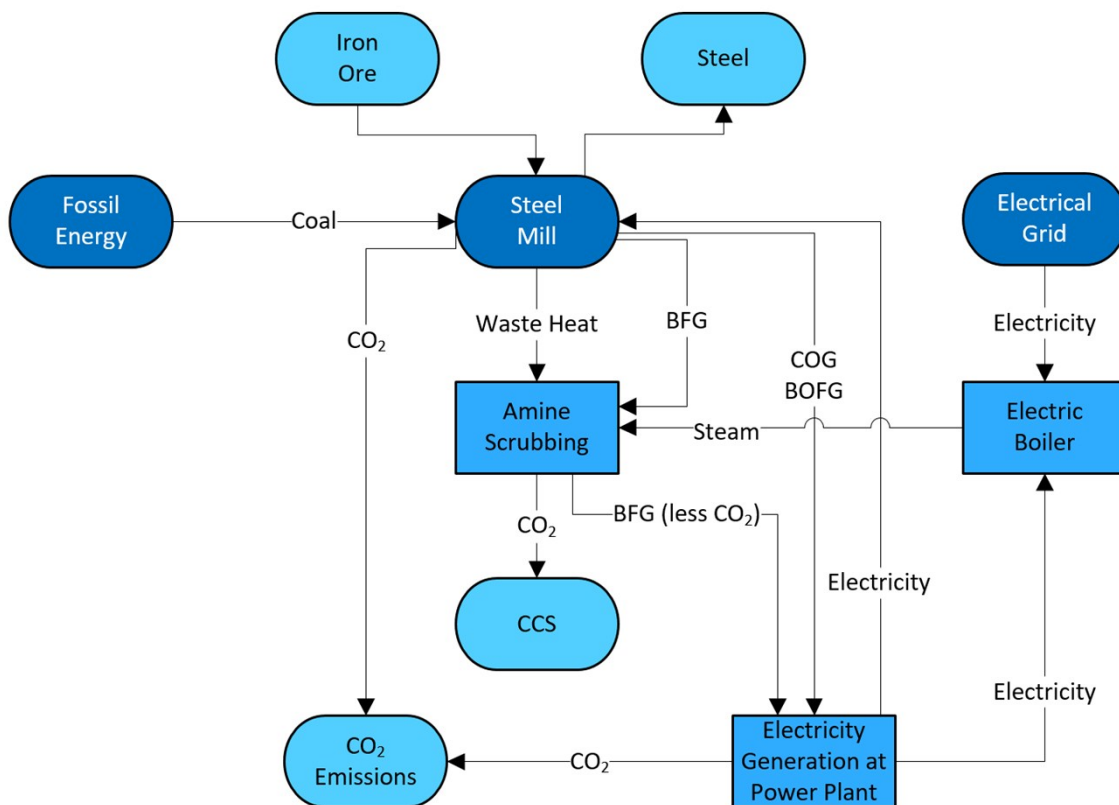 Iron
Ore
Steel
Fossil
Energy
Coal
Steel
Mill
Electrical
Grid
CO₂
Waste Heat
BFG
COG
BOFG
Electricity
Amine
Scrubbing
Steam
Electric
Boiler
CO₂
BFG (less CO₂)
CCS
Electricity
Electricity
CO₂
Emissions
CO₂
Electricity
Generation at
Power Plant